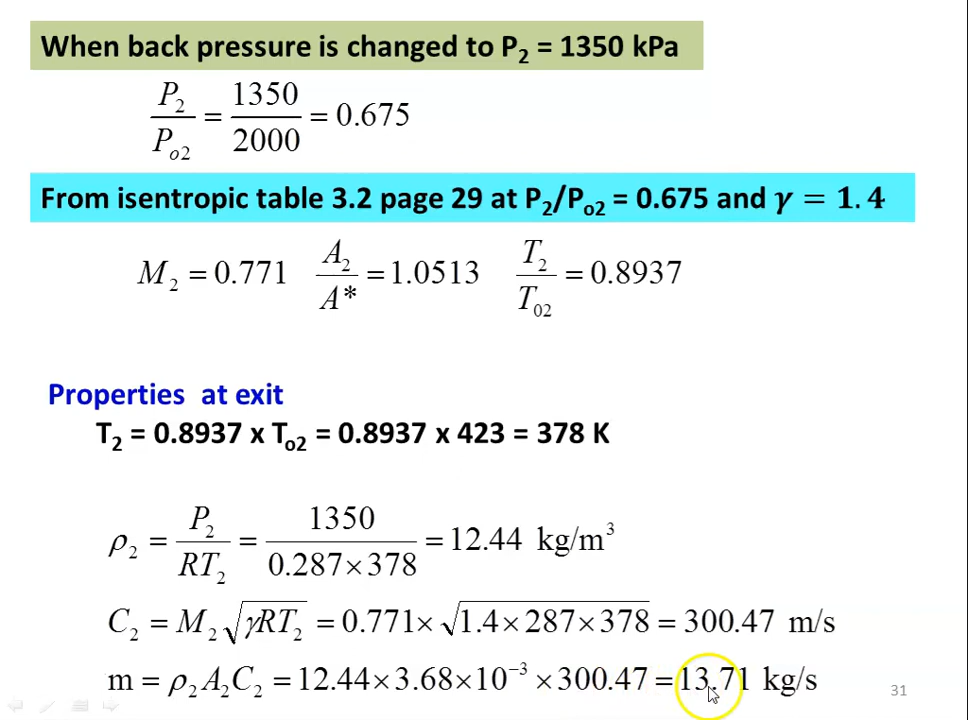 When back pressure is changed to P₂ = 1350 kPa
P₂/Pₒ₂ = 1350/2000 = 0.675
From isentropic table 3.2 page 29 at P₂/Pₒ₂ = 0.675 and γ = 1.4
M₂ = 0.771 A₂/A* = 1.0513 T₂/T₀₂ = 0.8937
Properties at exit
T₂ = 0.8937 x Tₒ₂ = 0.8937 x 423 = 378 K
ρ₂ = P₂/RT₂ = 1350/0.287×378 = 12.44 kg/m³
C₂ = M₂√γRT₂ = 0.771×√1.4×287×378 = 300.47 m/s
m = ρ₂A₂C₂ = 12.44×3.68×10⁻³×300.47 = 13.71 kg/s
31